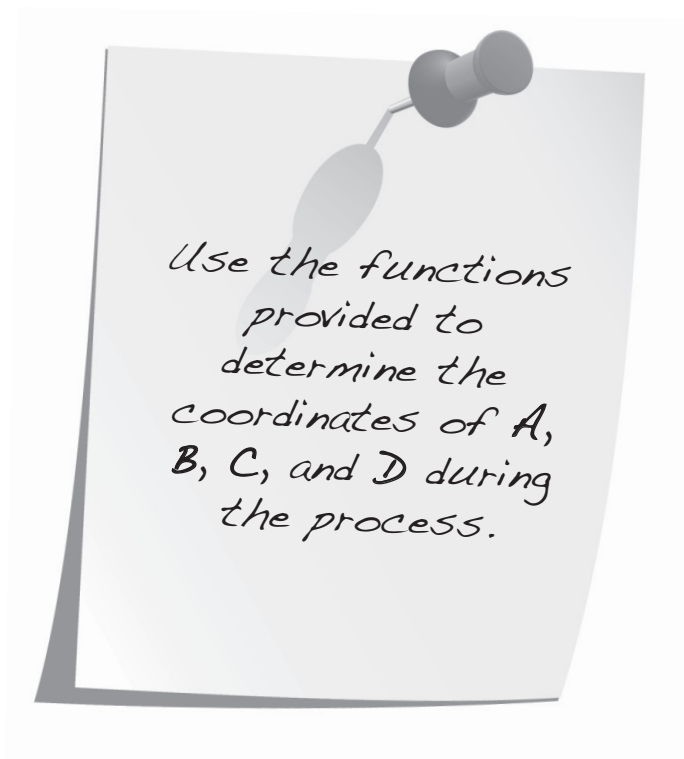 Use the functions
provided to
determine the
coordinates of A,
B, C, and D during
the process.